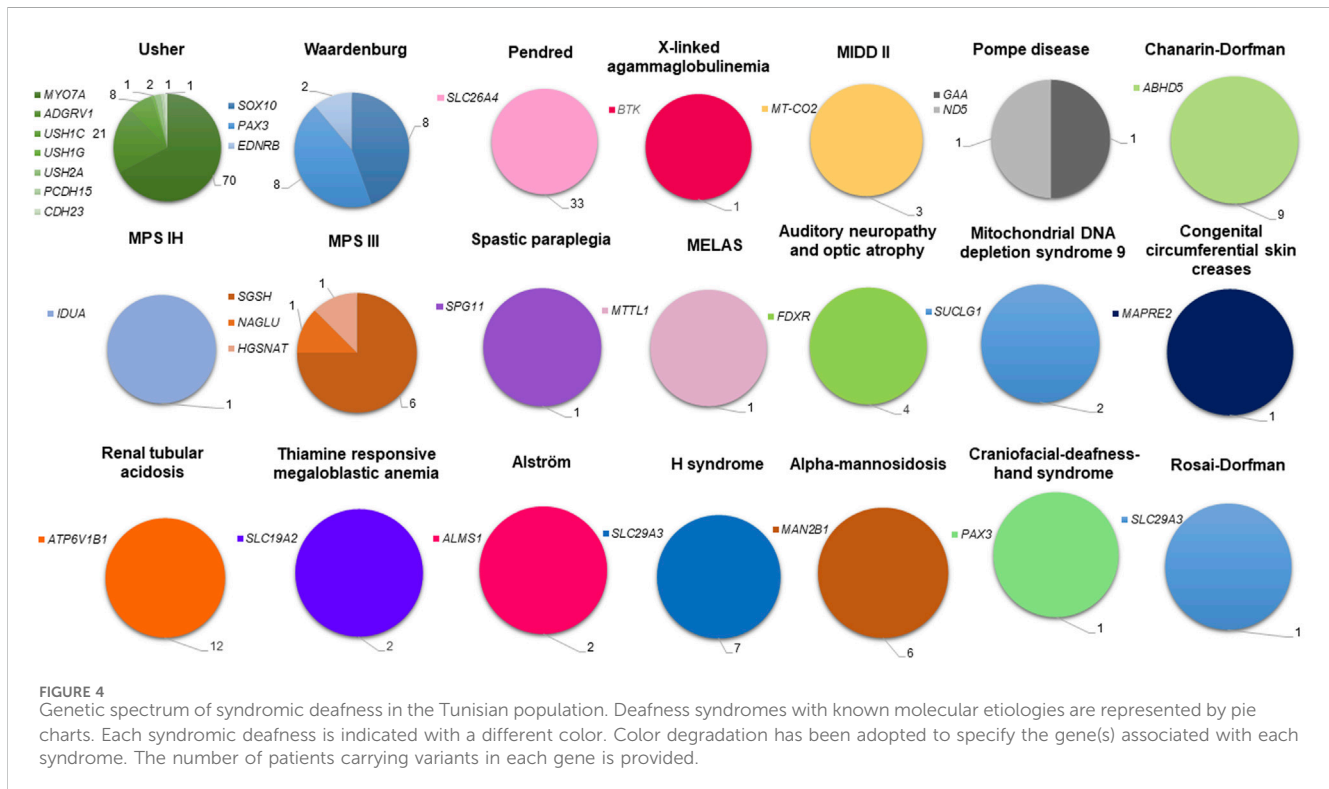 Usher
1 2 1 1
8
MYO7A
ADGRV1
USH1C 21
USH1G
USH2A
PCDH15
CDH23
70
Waardenburg
2
SOX10
PAX3
EDNRB
8
8
Pendred
SLC26A4
33
X-linked
agammaglobulinemia
BTK
1
MIDD II
MT-CO2
3
Pompe disease
GAA
ND5
1
1
Chanarin-Dorfman
ABHD5
9
MPS IH
IDUA
1
MPS III
1
1
SGSH
NAGLU
HGSNAT
6
Spastic paraplegia
SPG11
1
MELAS
MTTL1
1
Auditory neuropathy
and optic atrophy
FDXR
4
Mitochondrial DNA
depletion syndrome 9
SUCLG1
2
Congenital
circumferential skin
creases
MAPRE2
1
Renal tubular
acidosis
ATP6V1B1
12
Thiamine responsive
megaloblastic anemia
SLC19A2
2
Alström
ALMS1
2
H syndrome
SLC29A3
7
Alpha-mannosidosis
MAN2B1
6
Craniofacial-deafness-
hand syndrome
PAX3
1
Rosai-Dorfman
SLC29A3
1
FIGURE 4
Genetic spectrum of syndromic deafness in the Tunisian population. Deafness syndromes with known molecular etiologies are represented by pie
charts. Each syndromic deafness is indicated with a different color. Color degradation has been adopted to specify the gene(s) associated with each
syndrome. The number of patients carrying variants in each gene is provided.